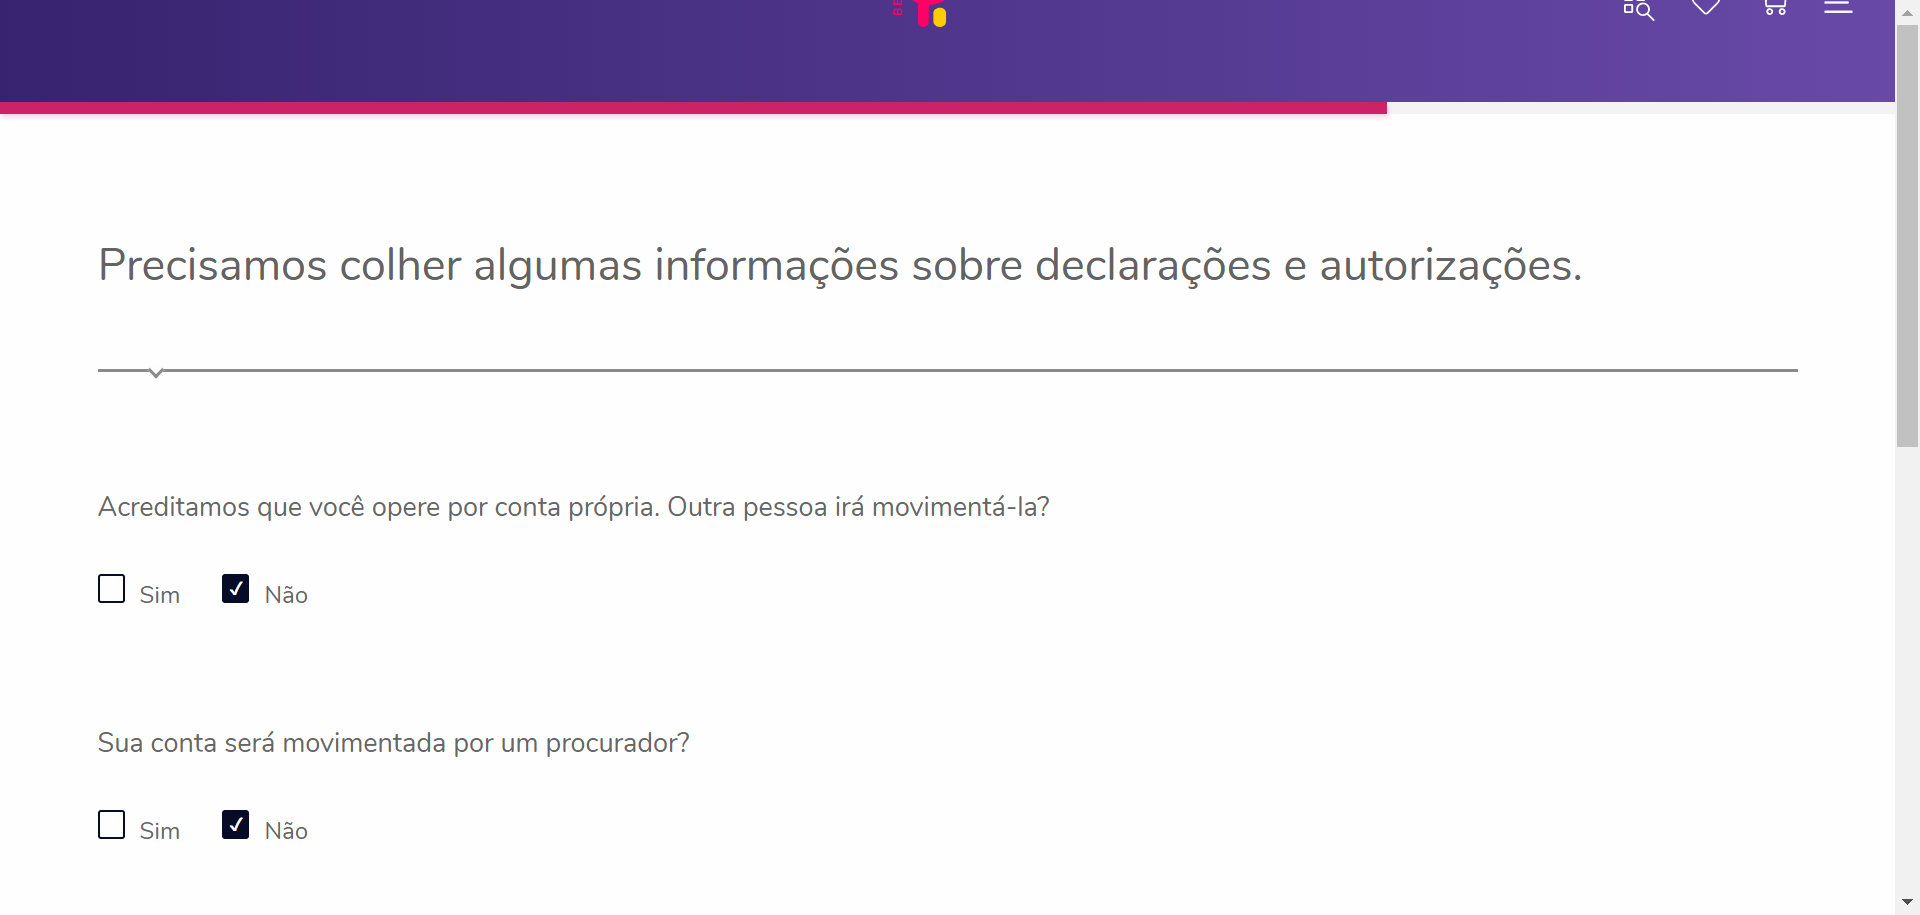 Precisamos colher algumas informações sobre declarações e autorizações.
Acreditamos que você opere por conta própria. Outra pessoa irá movimentá-la?
Sim Não
Sua conta será movimentada por um procurador?
Sim Não